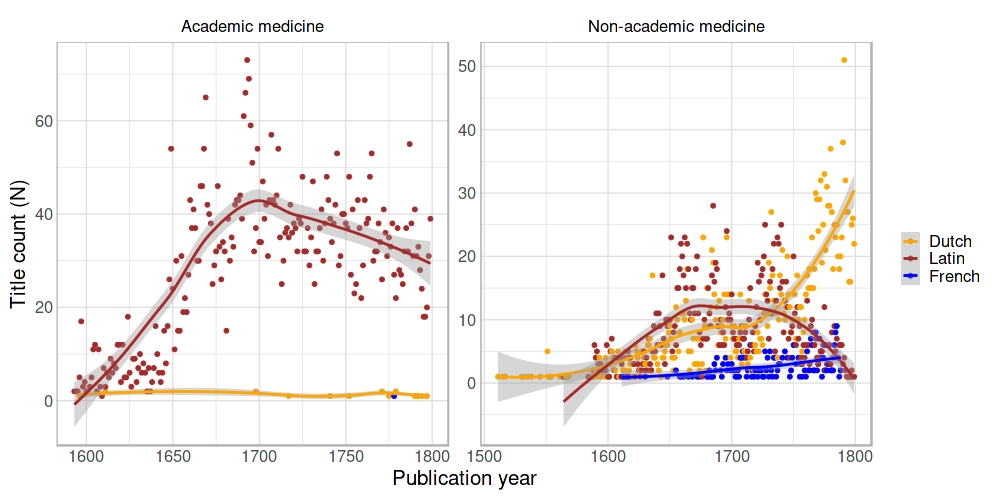 Academic medicine
Non-academic medicine
Title count (N)
60
40
20
0
1600
1650
1700
1750
1800
50
40
30
20
10
0
1500
1600
1700
1800
Publication year
Dutch
Latin
French